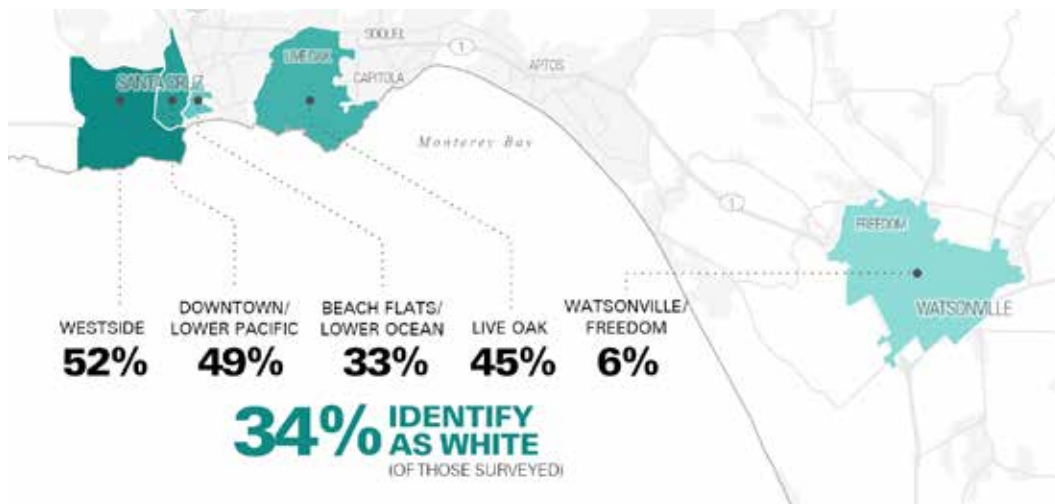 SOQUEL
1
LIVE OAK
APTOS
SANTA CRUZ
CAPITOLA
Monterey Bay
1
FREEDOM
WATSONVILLE
WESTSIDE
52%
DOWNTOWN/
LOWER PACIFIC
49%
BEACH FLATS/
LOWER OCEAN
33%
LIVE OAK
45%
WATSONVILLE/
FREEDOM
6%
34% IDENTIFY
AS WHITE
(OF THOSE SURVEYED)